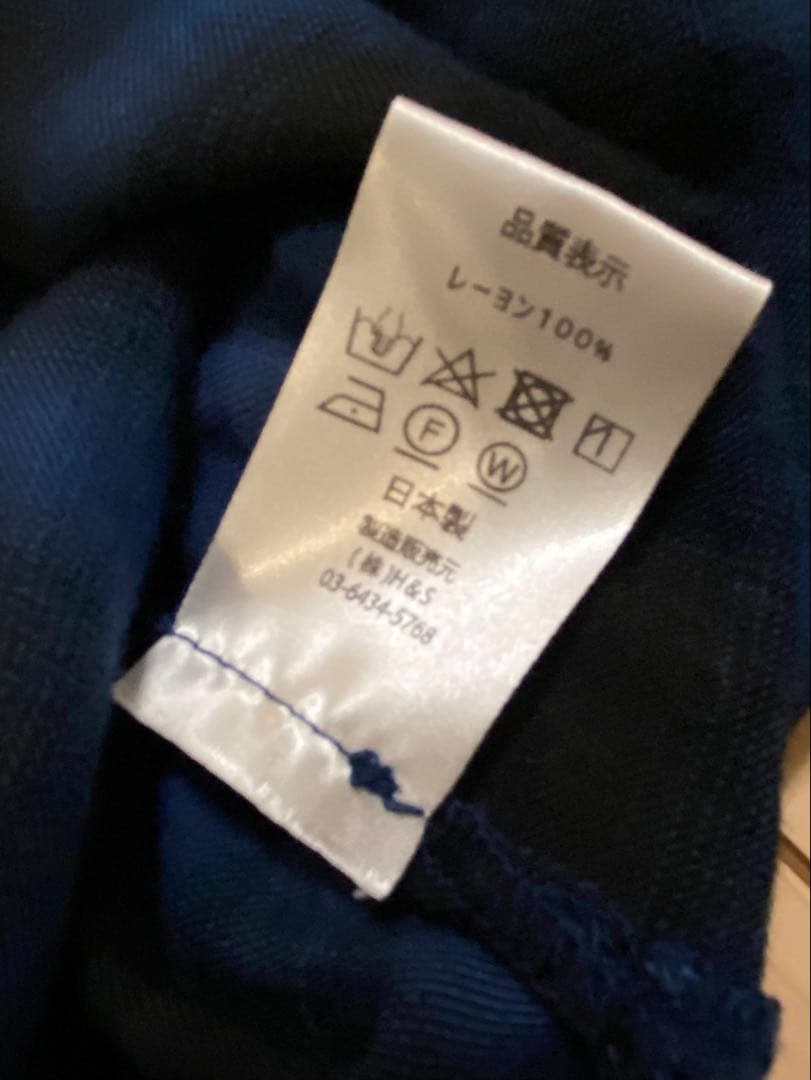 品質表示
レーヨン100%
F W
日本製
製造販売元
(株)H&S
03-6434-5768